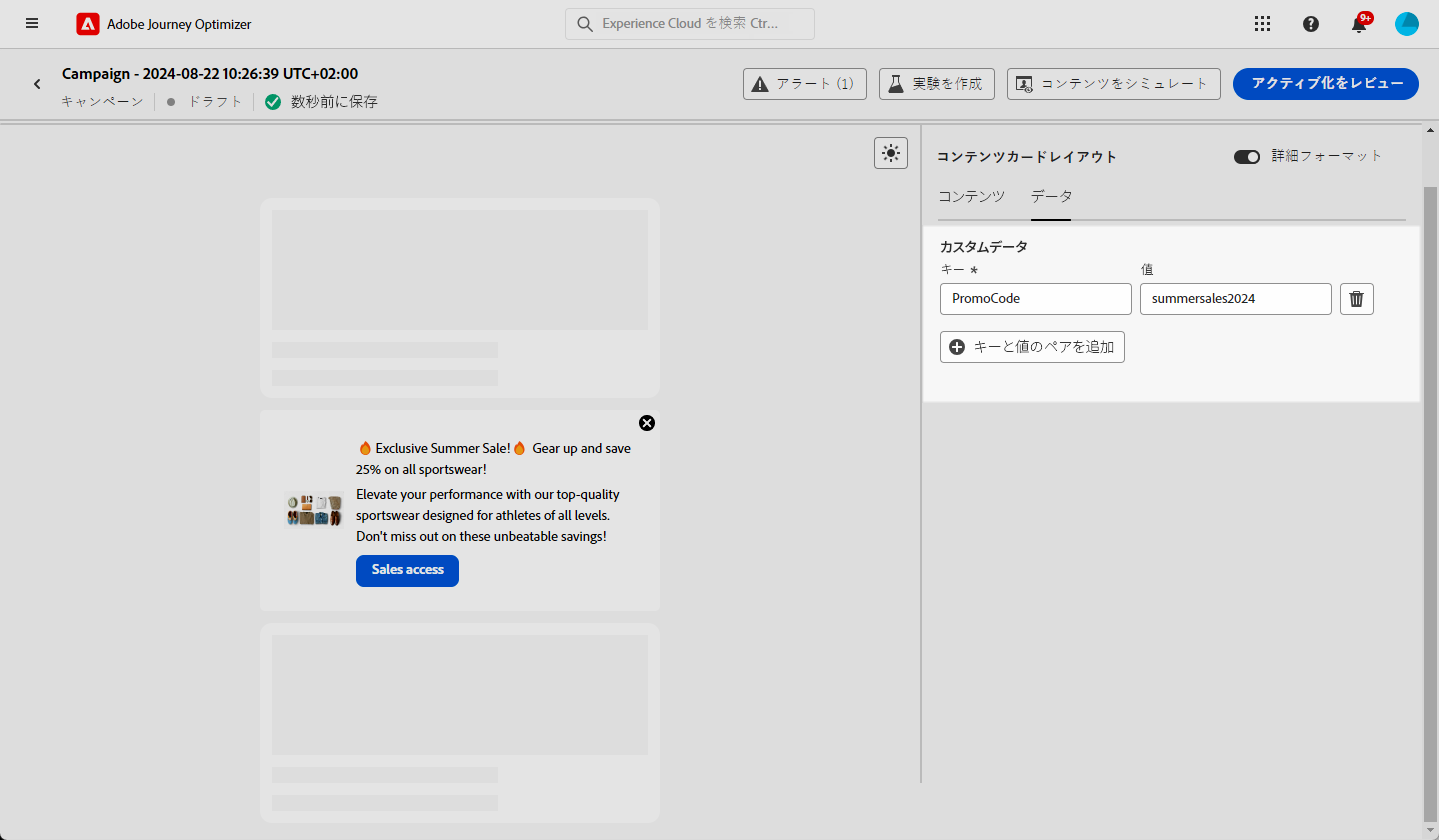 Adobe Journey Optimizer
Experience Cloud を検索 Ctr...
9+
Campaign - 2024-08-22 10:26:39 UTC+02:00
キャンペーン ドラフト 数秒前に保存
アラート (1)
実験を作成
コンテンツをシミュレート
アクティブ化をレビュー
コンテンツカードレイアウト
詳細フォーマット
コンテンツ データ
カスタムデータ
キー * 値
PromoCode summersales2024
キーと値のペアを追加
🔥 Exclusive Summer Sale!🔥 Gear up and save
25% on all sportswear!
Elevate your performance with our top-quality
sportswear designed for athletes of all levels.
Don't miss out on these unbeatable savings!
Sales access